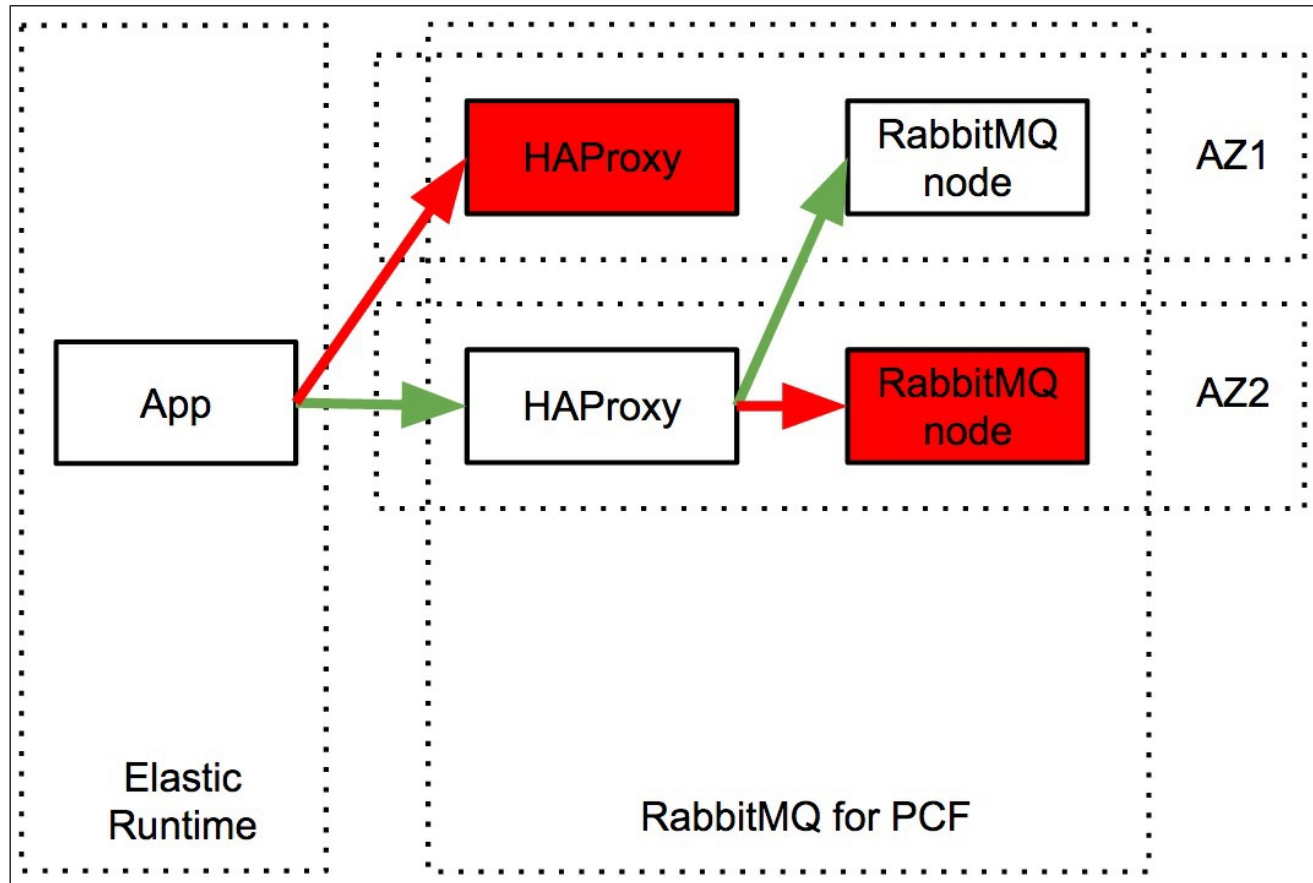 HAProxy
RabbitMQ
node
AZ1
App
HAProxy
RabbitMQ
node
AZ2
Elastic
Runtime
RabbitMQ for PCF